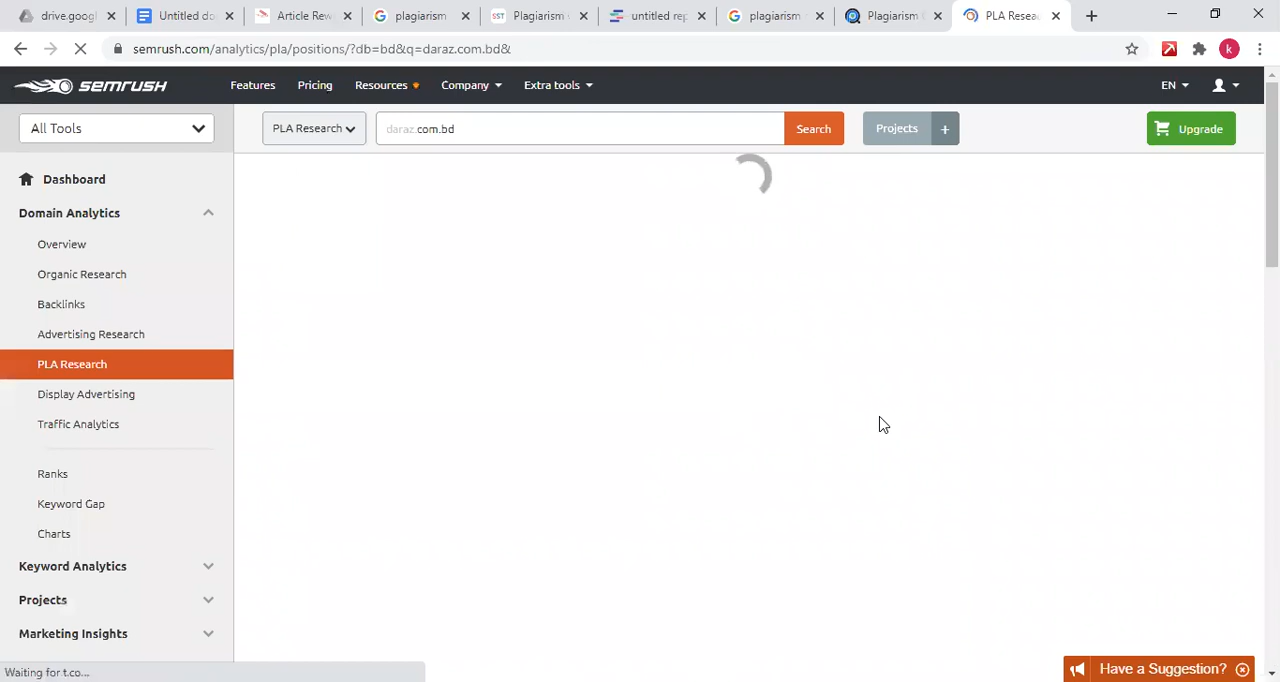 drive.googl
Untitled do
Article Rew
plagiarism
SST Plagiarism
untitled rep
plagiarism
Plagiarism
PLA Resea
semrush.com/analytics/pla/positions/?db=bd&q=daraz.com.bd&
k
SEMRUSH
Features
Pricing
Resources
Company
Extra tools
EN
All Tools
PLA Research
daraz.com.bd
Search
Projects
+
Upgrade
Dashboard
Domain Analytics
Overview
Organic Research
Backlinks
Advertising Research
PLA Research
Display Advertising
Traffic Analytics
Ranks
Keyword Gap
Charts
Keyword Analytics
Projects
Marketing Insights
Waiting for t.co...
Have a Suggestion?